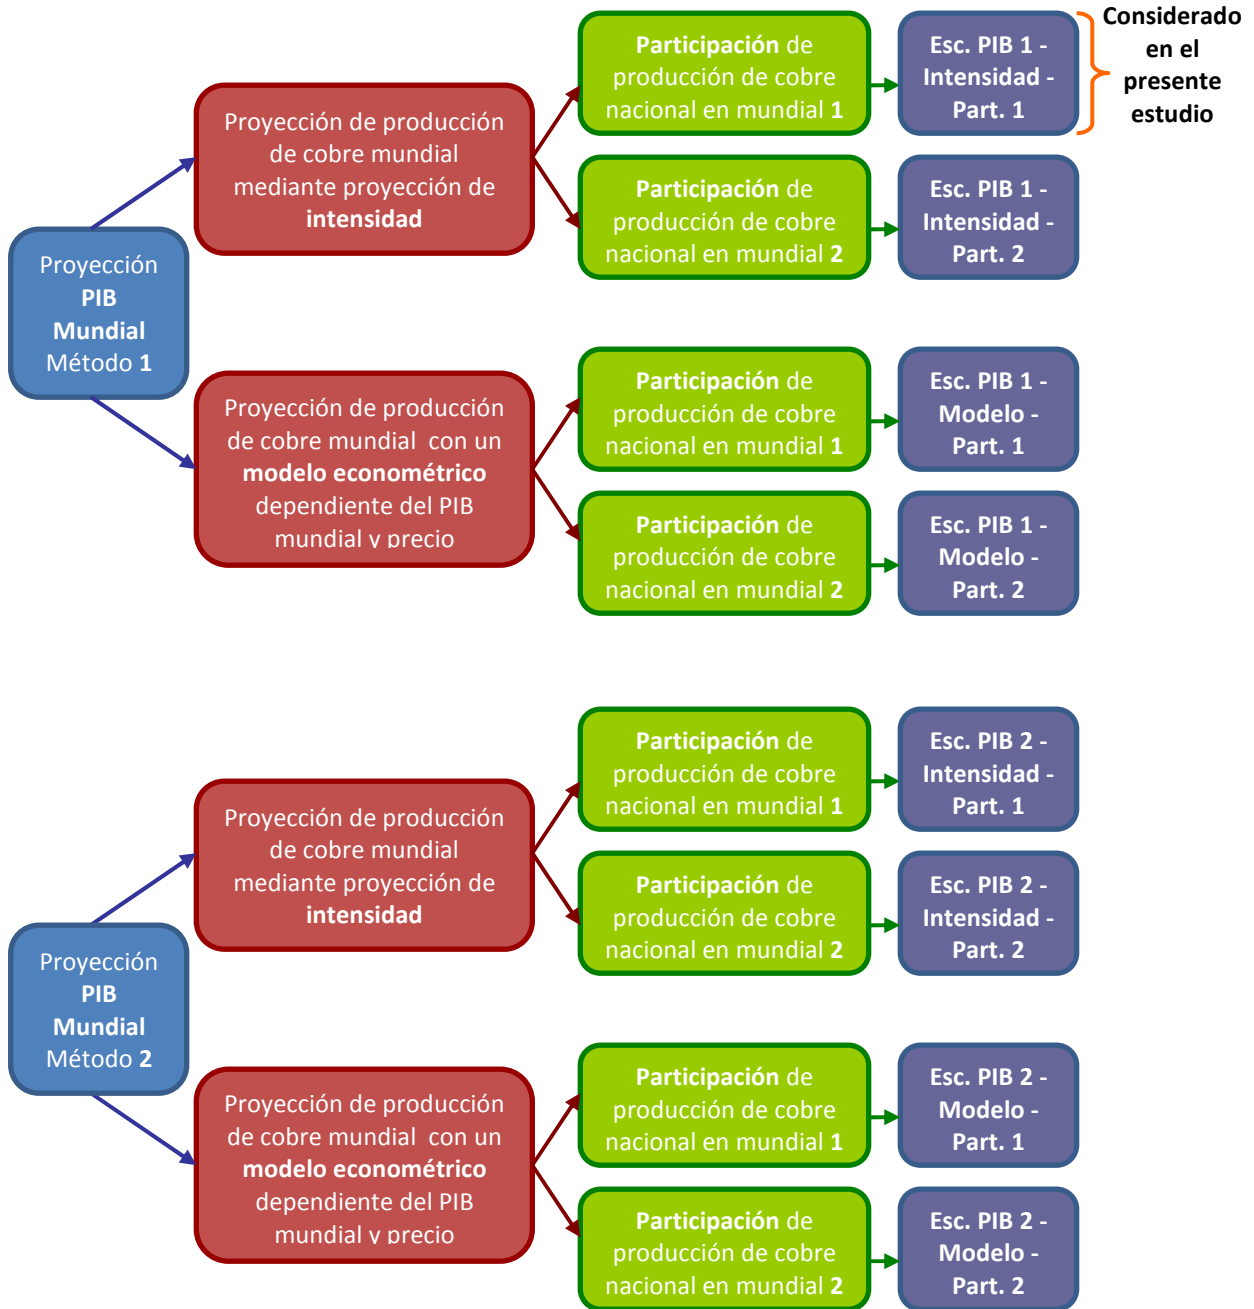 Considerado
en el
presente
estudio
Participación de
producción de cobre
nacional en mundial 1
Esc. PIB 1 -
Intensidad -
Part. 1
Proyección de producción
de cobre mundial
mediante proyección de
intensidad
Participación de
producción de cobre
nacional en mundial 2
Esc. PIB 1 -
Intensidad -
Part. 2
Proyección
PIB
Mundial
Método 1
Proyección de producción
de cobre mundial con un
modelo econométrico
dependiente del PIB
mundial y precio
Participación de
producción de cobre
nacional en mundial 1
Esc. PIB 1 -
Modelo -
Part. 1
Participación de
producción de cobre
nacional en mundial 2
Esc. PIB 1 -
Modelo -
Part. 2
Participación de
producción de cobre
nacional en mundial 1
Esc. PIB 2 -
Intensidad -
Part. 1
Proyección de producción
de cobre mundial
mediante proyección de
intensidad
Participación de
producción de cobre
nacional en mundial 2
Esc. PIB 2 -
Intensidad -
Part. 2
Proyección
PIB
Mundial
Método 2
Proyección de producción
de cobre mundial con un
modelo econométrico
dependiente del PIB
mundial y precio
Participación de
producción de cobre
nacional en mundial 1
Esc. PIB 2 -
Modelo -
Part. 1
Participación de
producción de cobre
nacional en mundial 2
Esc. PIB 2 -
Modelo -
Part. 2